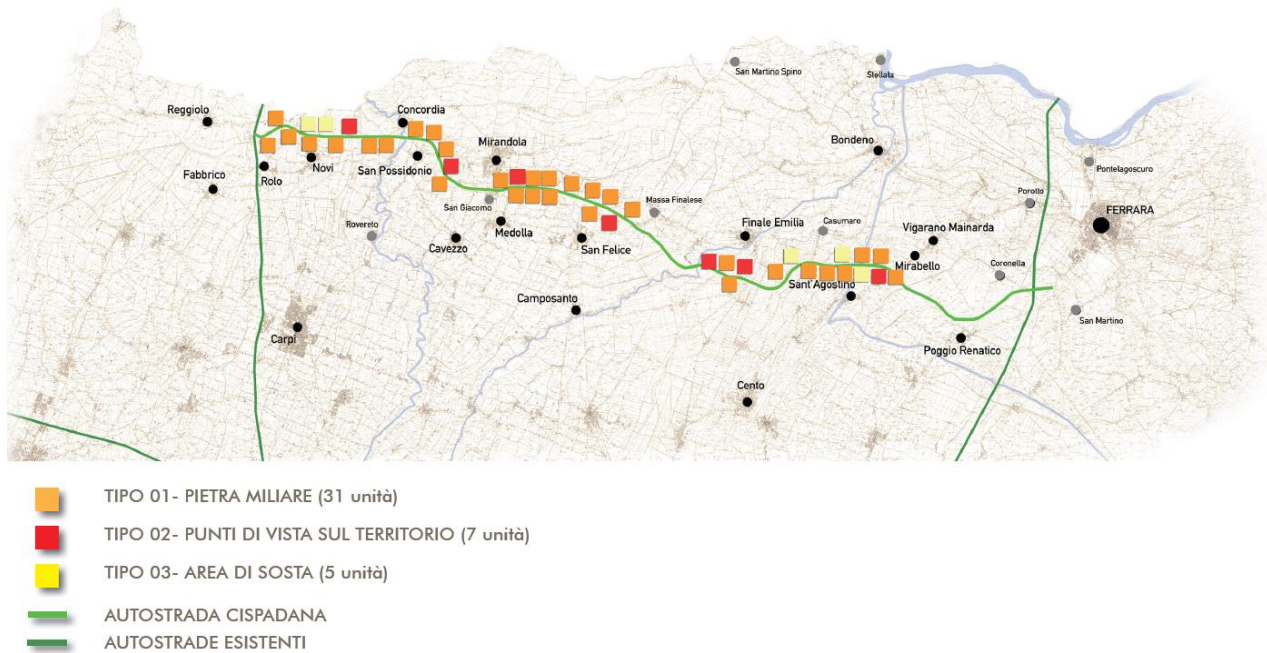 San Martino Spino
Stellata
Reggiolo
Concordia
Mirandola
Bondeno
Pontelagoscuro
Fabbrico
Rolo
Novi
San Possidonio
San Giacomo
Massa Finalese
Porotto
FERRARA
Rovereto
Cavezzo
Medolla
San Felice
Finale Emilia
Casumaro
Vigarano Mainarda
Mirabello
Coronella
Camposanto
Sant'Agostino
San Martino
Carpi
Poggio Renatico
Cento
TIPO 01- PIETRA MILIARE (31 unità)
TIPO 02- PUNTI DI VISTA SUL TERRITORIO (7 unità)
TIPO 03- AREA DI SOSTA (5 unità)
AUTOSTRADA CISPADANA
AUTOSTRADE ESISTENTI